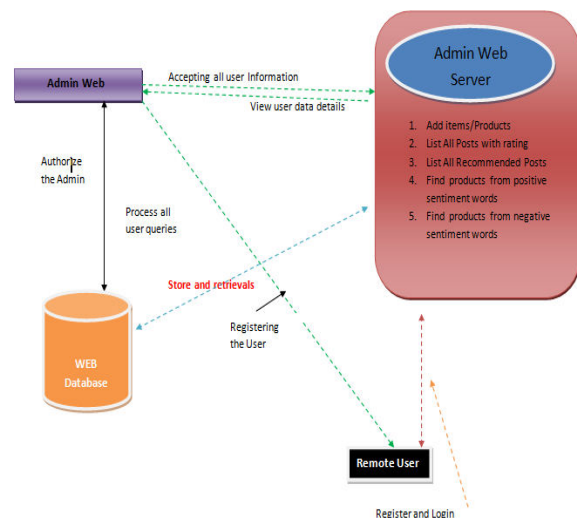 Admin Web
Server
Admin Web
Accepting all user Information
View user data details
1. Add items/Products
2. List All Posts with rating
3. List All Recommended Posts
4. Find products from positive
sentiment words
5. Find products from negative
sentiment words
Authorize
the Admin
Process all
user queries
Store and retrievals
Registering
the User
WEB
Database
Remote User
Register and Login